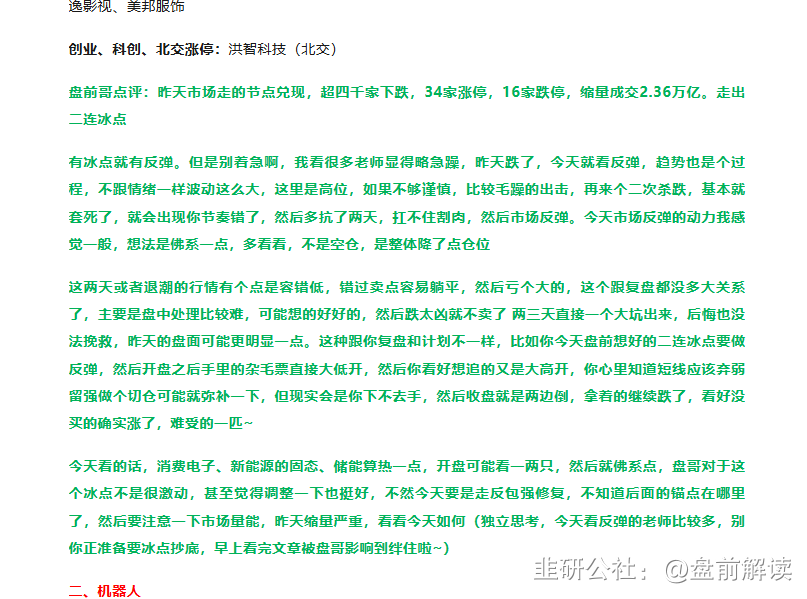 逸影视、美邦服饰
创业、科创、北交涨停：洪智科技（北交）
盘前哥点评：昨天市场走的节点兑现，超四千家下跌，34家涨停，16家跌停，缩量成交2.36万亿。走出
二连冰点
有冰点就有反弹。但是别着急啊，我看很多老师显得略急躁，昨天跌了，今天就看反弹，趋势也是个过
程，不跟情绪一样波动这么大，这里是高位，如果不够谨慎，比较毛躁的出击，再来个二次杀跌，基本就
套死了，就会出现你节奏错了，然后多抗了两天，扛不住割肉，然后市场反弹。今天市场反弹的动力我感
觉一般，想法是佛系一点，多看看，不是空仓，是整体降了点仓位
这两天或者退潮的行情有个点是容错低，错过卖点容易躺平，然后亏个大的，这个跟复盘都没多大关系
了，主要是盘中处理比较难，可能想的好好的，然后跌太凶就不卖了 两三天直接一个大坑出来，后悔也没
法挽救，昨天的盘面可能更明显一点。这种跟你复盘和计划不一样，比如你今天盘前想好的二连冰点要做
反弹，然后开盘之后手里的杂毛票直接大低开，然后你看好想追的又是大高开，你心里知道短线应该弃弱
留强做个切仓可能就弥补一下，但现实会是你下不去手，然后收盘就是两边倒，拿着的继续跌了，看好没
买的确实涨了，难受的一匹~
今天看的话，消费电子、新能源的固态、储能算热一点，开盘可能看一两只，然后就佛系点，盘哥对于这
个冰点不是很激动，甚至觉得调整一下也挺好，不然今天要是走反包强修复，不知道后面的锚点在哪里
了，然后要注意一下市场量能，昨天缩量严重，看看今天如何（独立思考，今天看反弹的老师比较多，别
你正准备要冰点抄底，早上看完文章被盘哥影响到绊住啦~）
二、机器人
韭研公社：@盘前解读